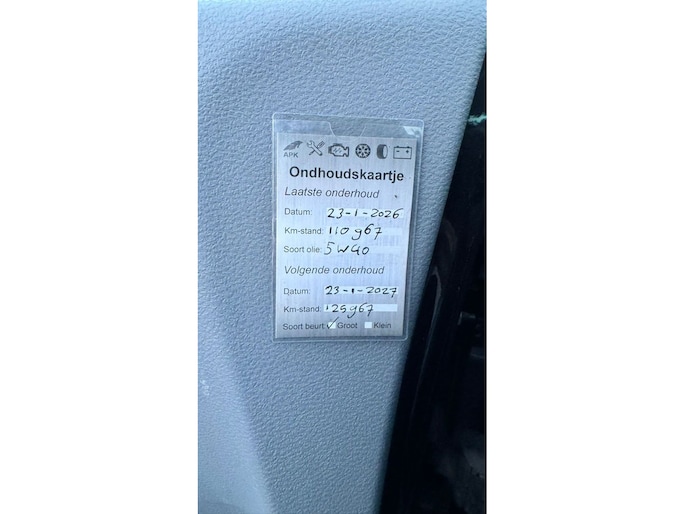 APK
Ondhoudskaartje
Laatste onderhoud
Datum: 23-1-2026
Km-stand: 110967
Soort olie: 5W40
Volgende onderhoud
Datum: 23-1-2027
Km-stand: 125967
Soort beurt: Groot Klein